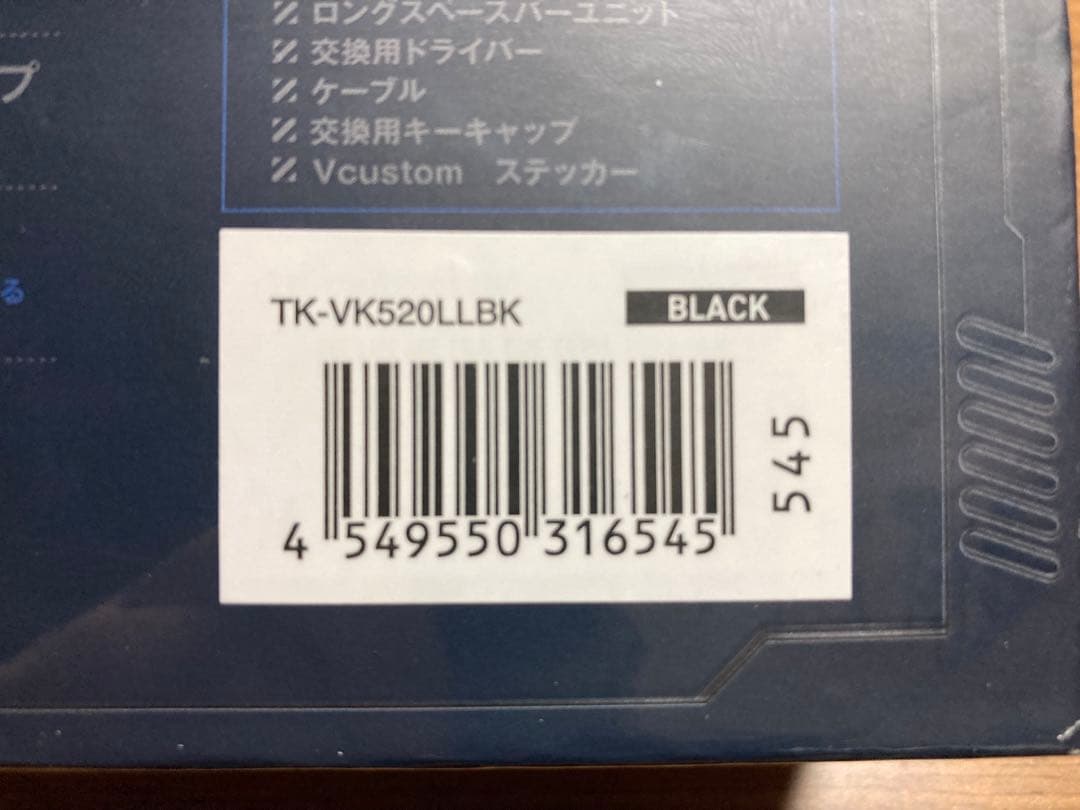 ロングスペースバーユニット
プ
交換用ドライバー
ケーブル
交換用キーキャップ
Vcustom ステッカー
る
TK-VK520LLBK
BLACK
545
4 549550 316545